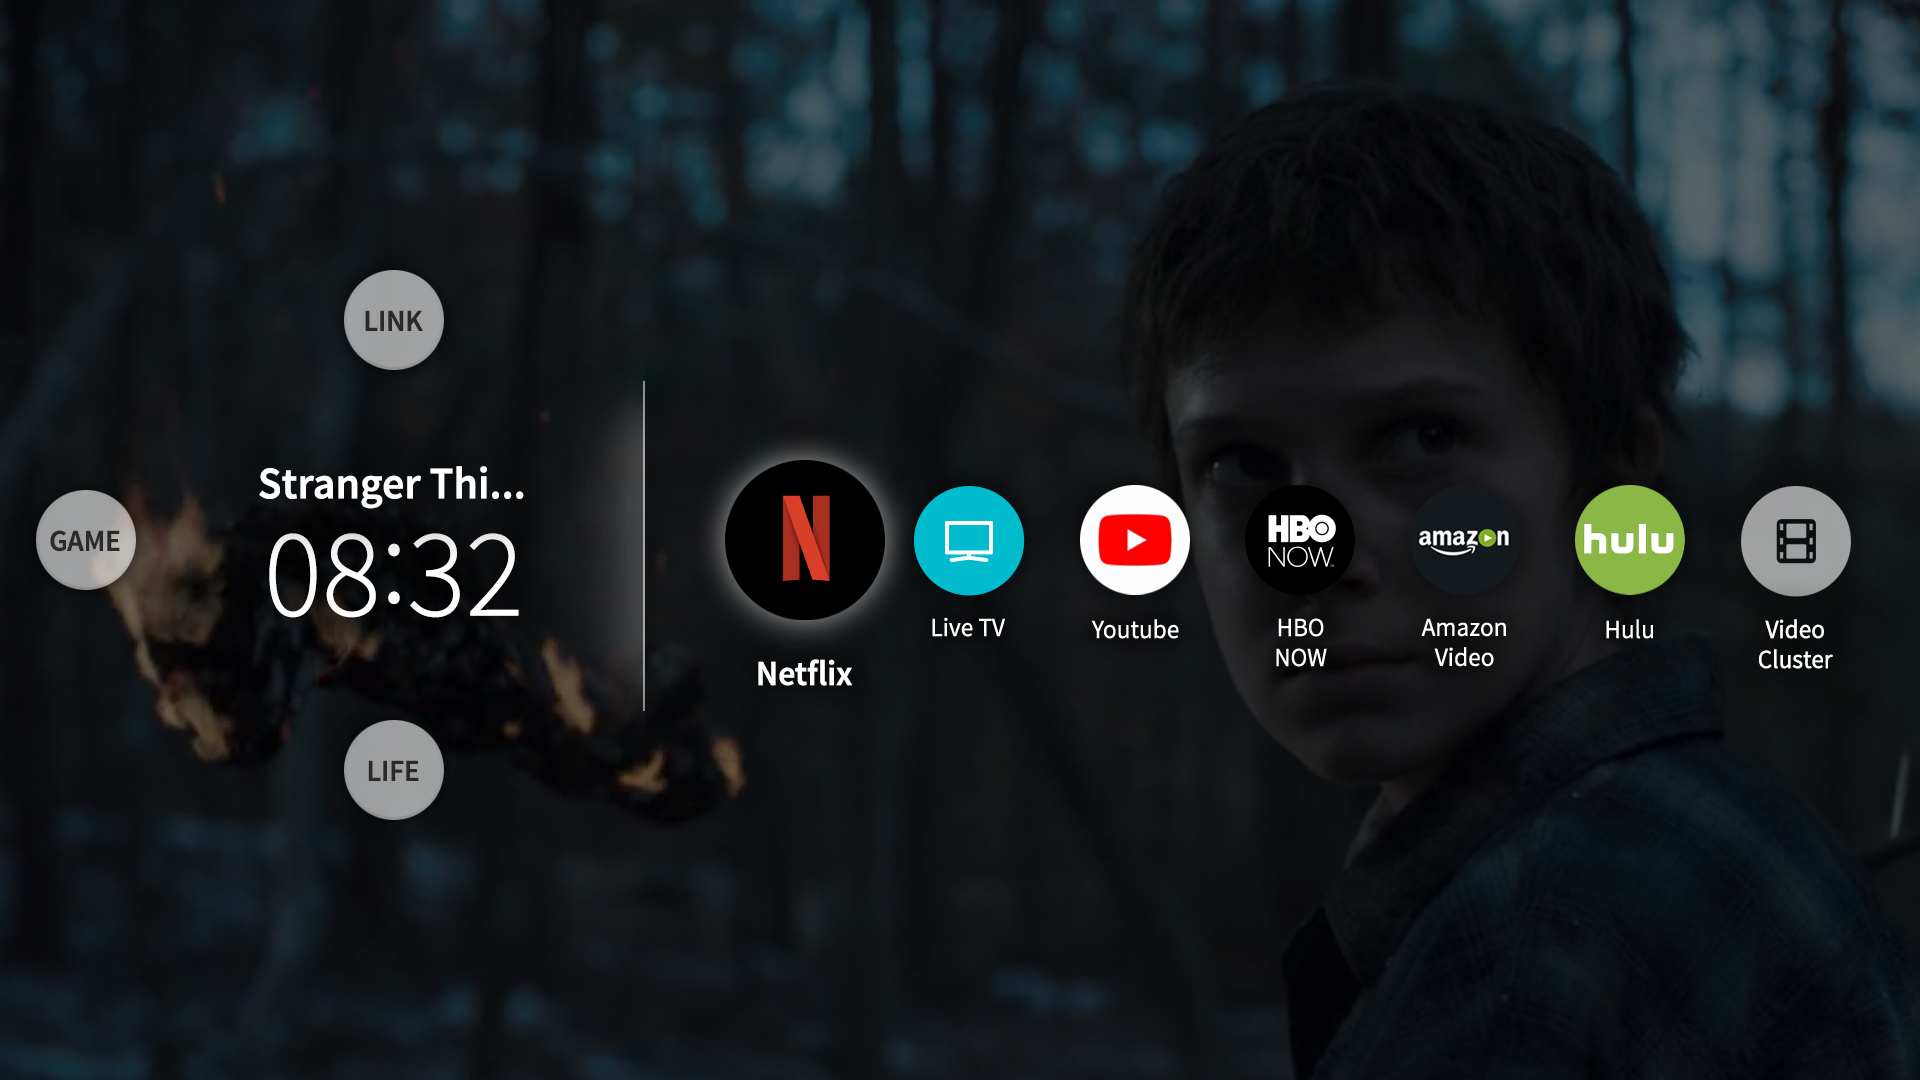 LINK
GAME
Stranger Thi...
08:32
LIFE
N
Netflix
Live TV
Youtube
HBO
NOW
HBO
NOW
amazon
Amazon
Video
hulu
Hulu
Video
Cluster